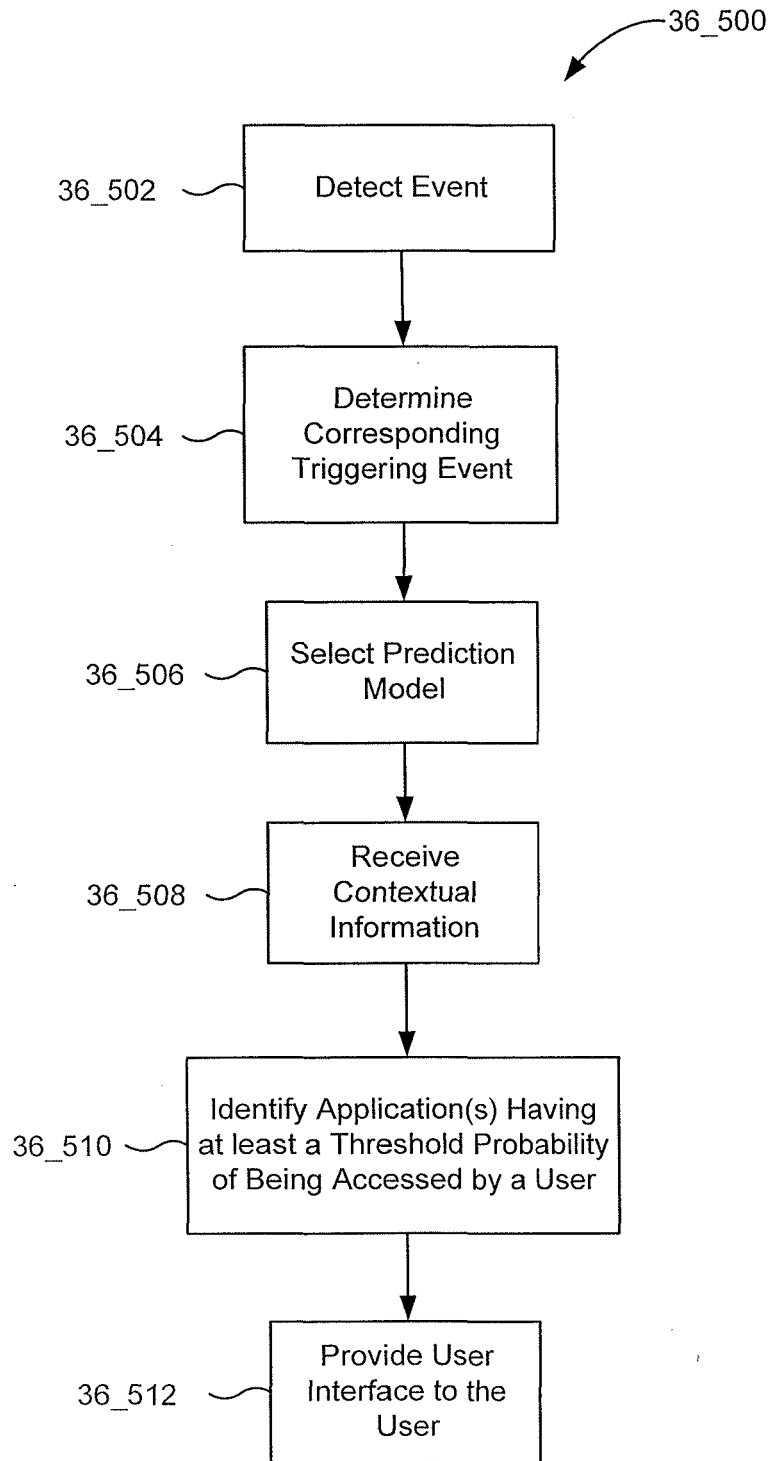 36_500
36_502
Detect Event
36_504
Determine
Corresponding
Triggering Event
36_506
Select Prediction
Model
36_508
Receive
Contextual
Information
36_510
Identify Application(s) Having
at least a Threshold Probability
of Being Accessed by a User
36_512
Provide User
Interface to the
User